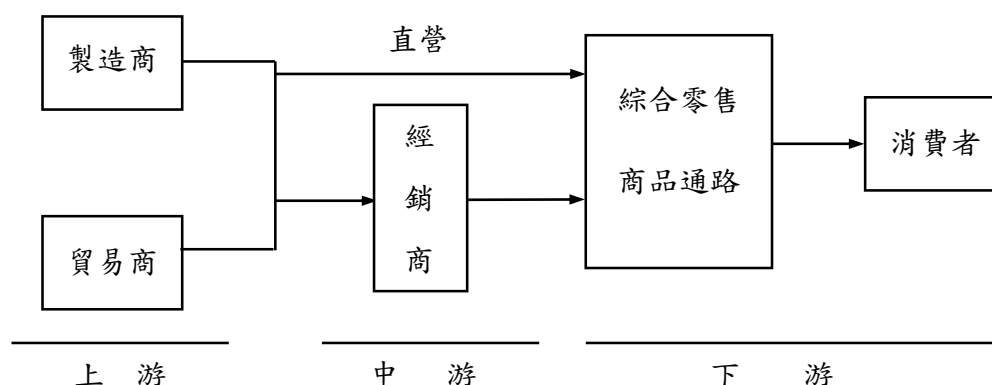 製造商
直營
貿易商
經
銷
商
綜合零售
商品通路
消費者
上 游
中 游
下 游